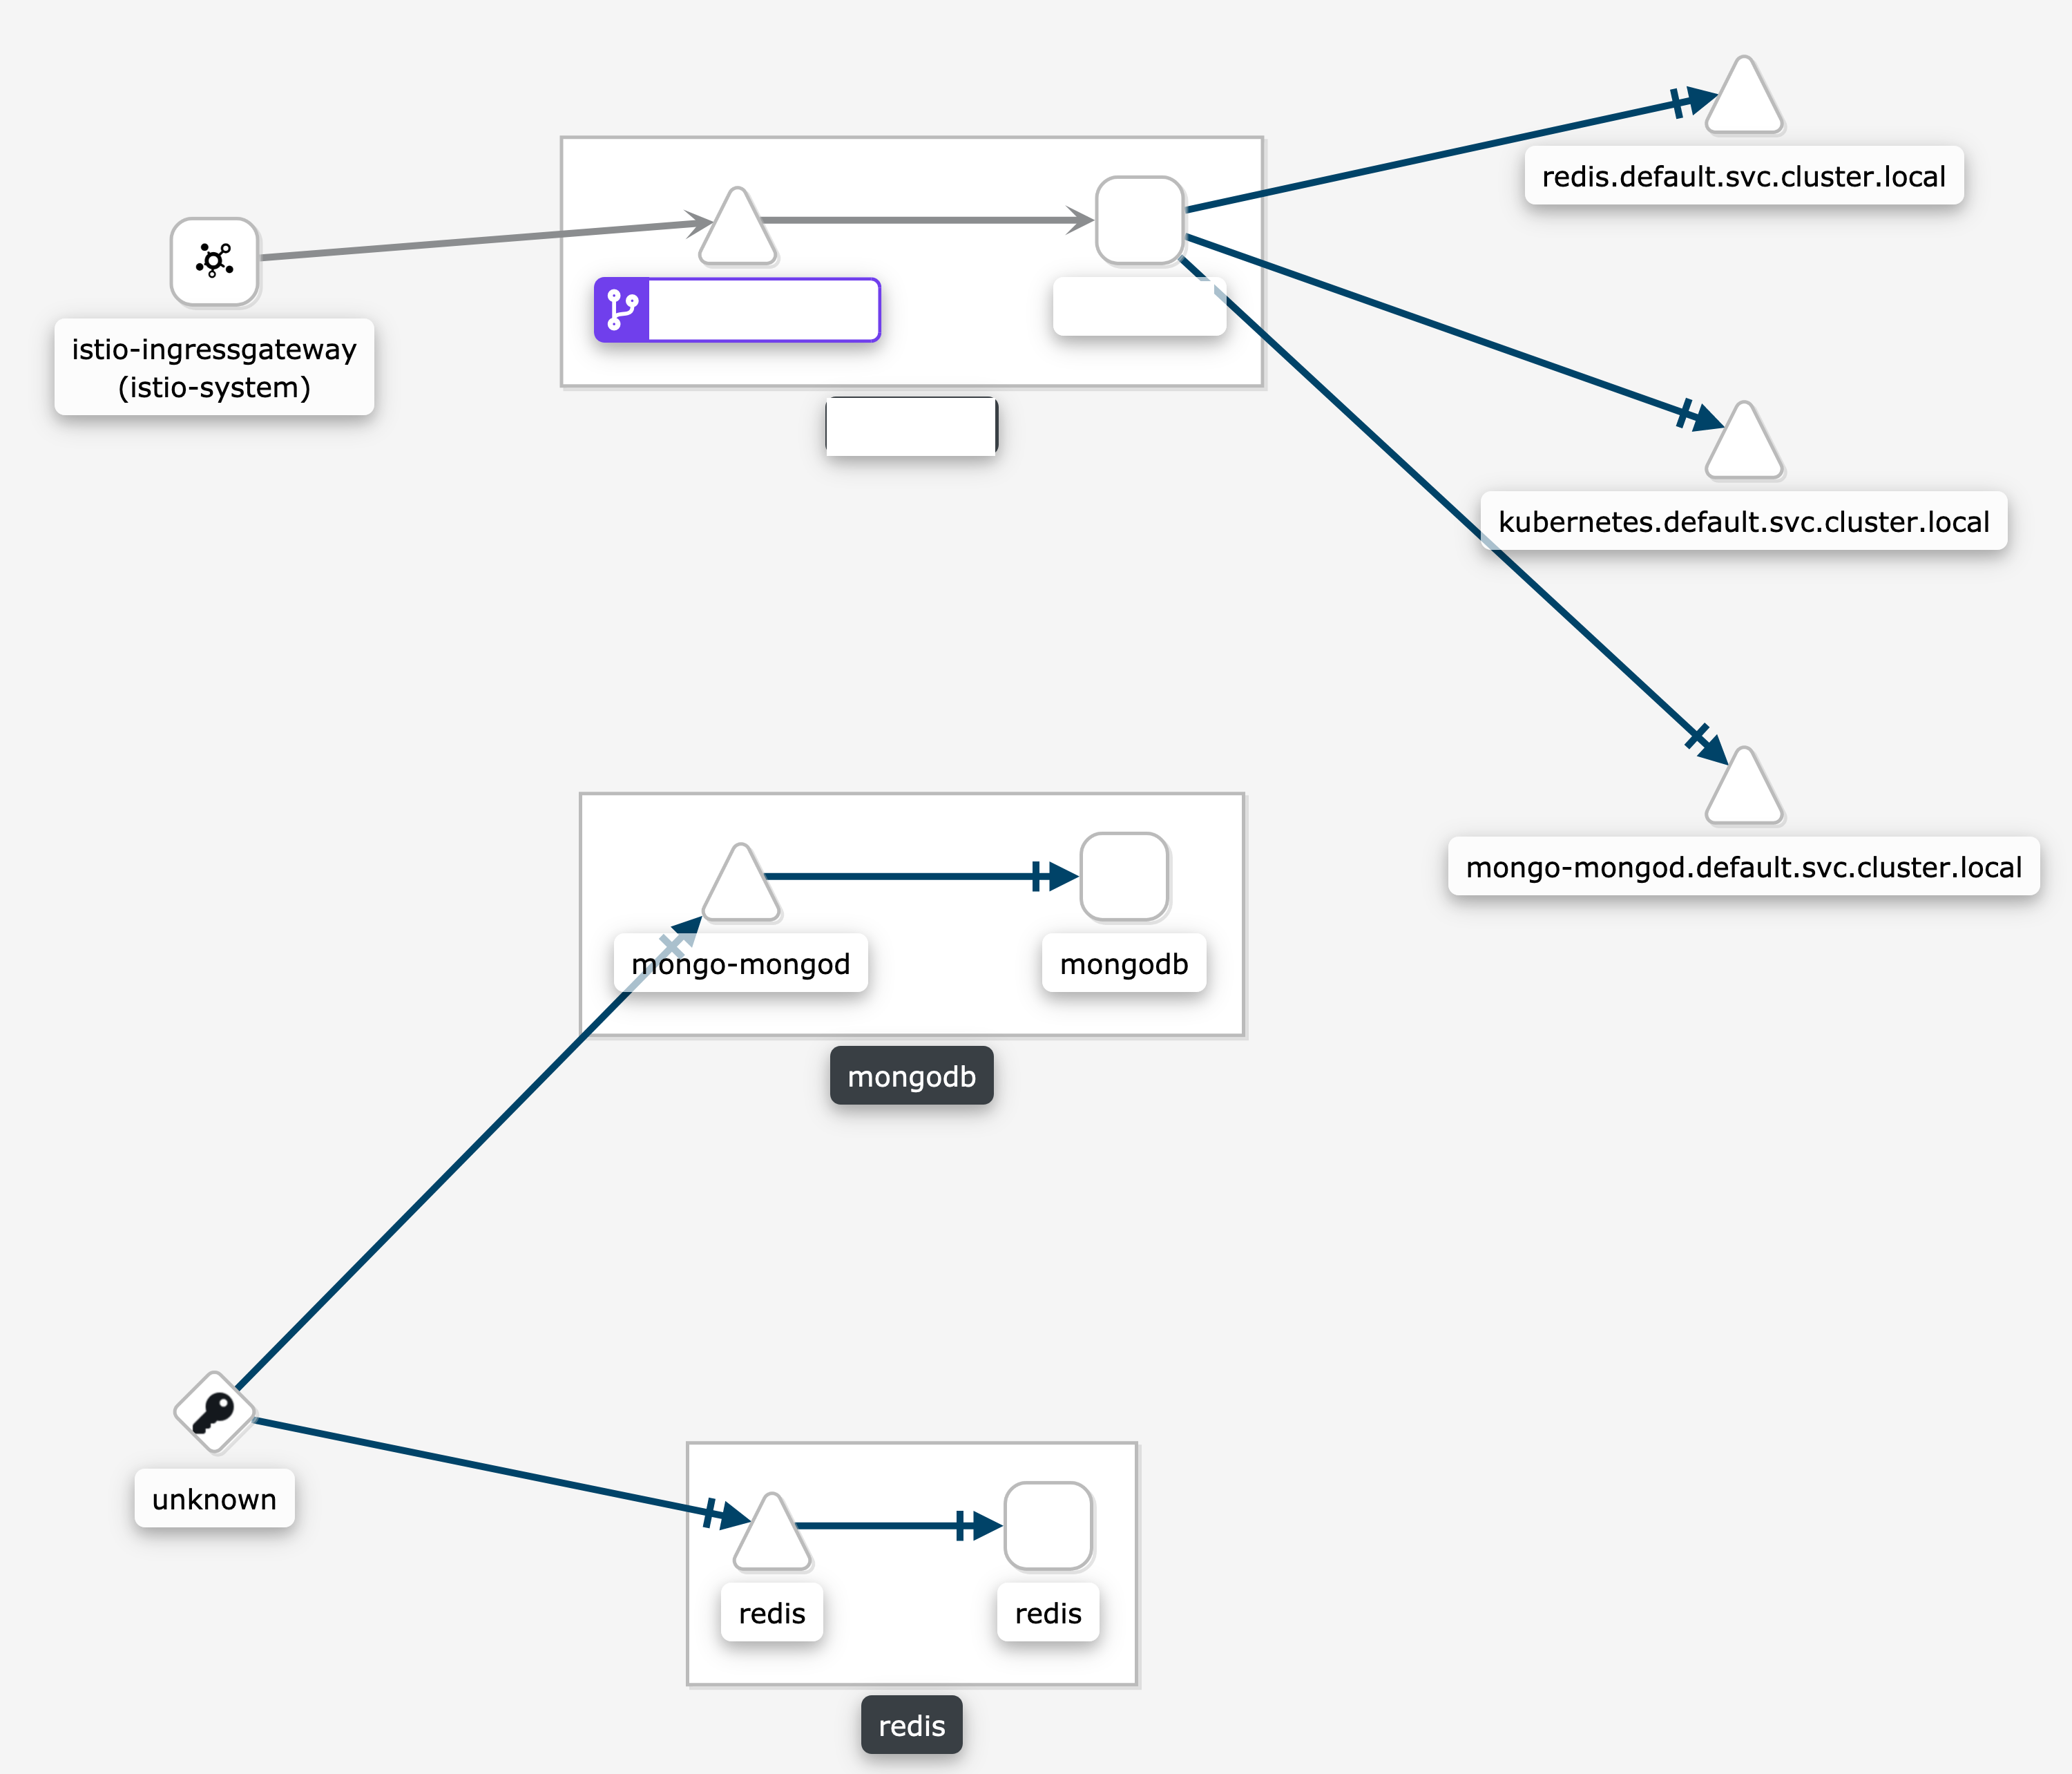 redis.default.svc.cluster.local
istio-ingressgateway
(istio-system)
kubernetes.default.svc.cluster.local
mongo-mongod.default.svc.cluster.local
mongo-mongod
mongodb
mongodb
unknown
redis
redis
redis